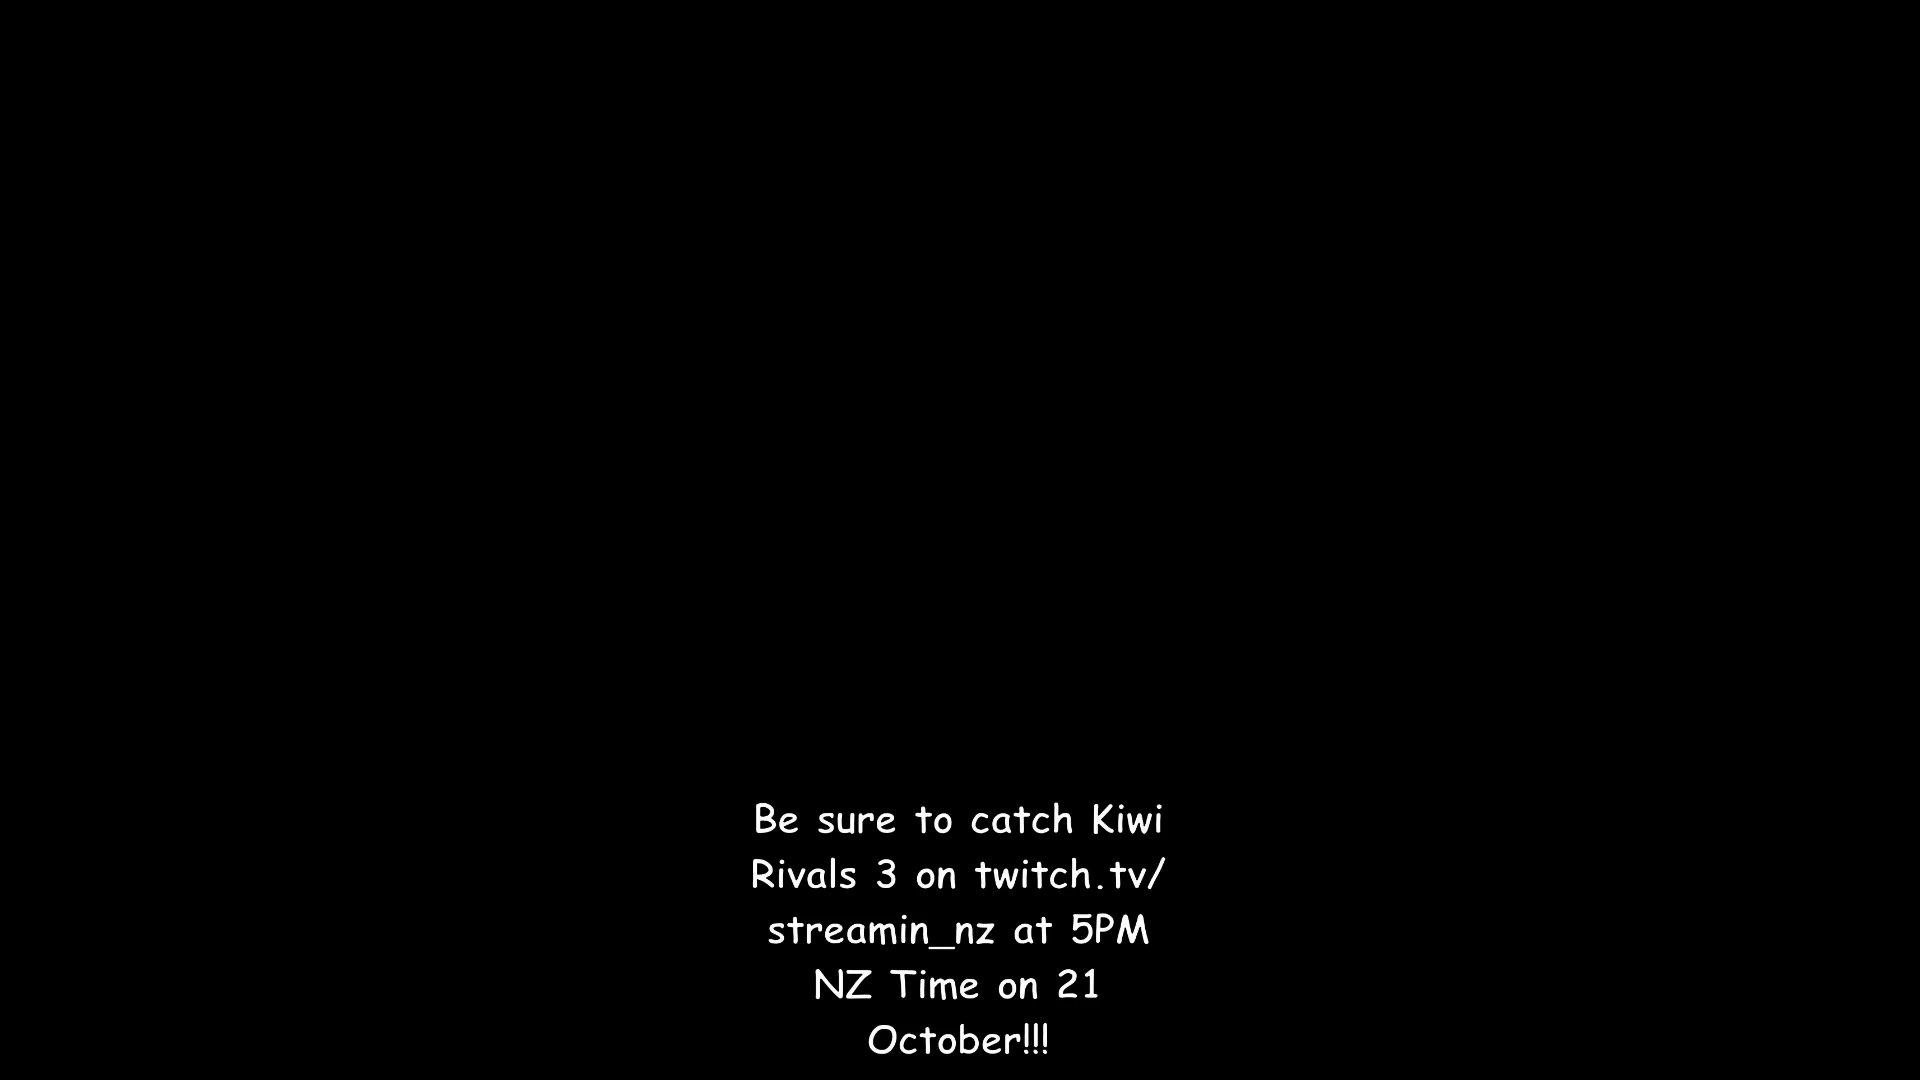 Be sure to catch Kiwi
Rivals 3 on twitch.tv/
streamin_nz at 5PM
NZ Time on 21
October!!!